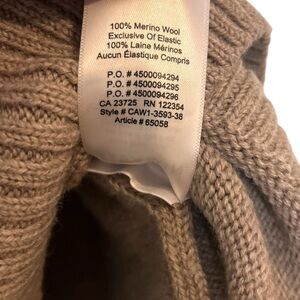 100% Merino Wool
Exclusive Of Elastic
100% Laine Mérinos
Aucun Élastique Compris
P.O. # 4500094294
P.O. # 4500094295
P.O. # 4500094296
CA 23725 RN 122354
Style # CAW1-3593-38
Article # 65058